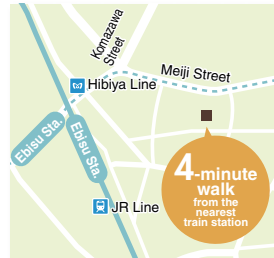 Komazawa
Street
Meiji Street
Hibiya Line
Ebisu Sta.
Ebisu Sta.
JR Line
4-minute
walk
from the
nearest
train station